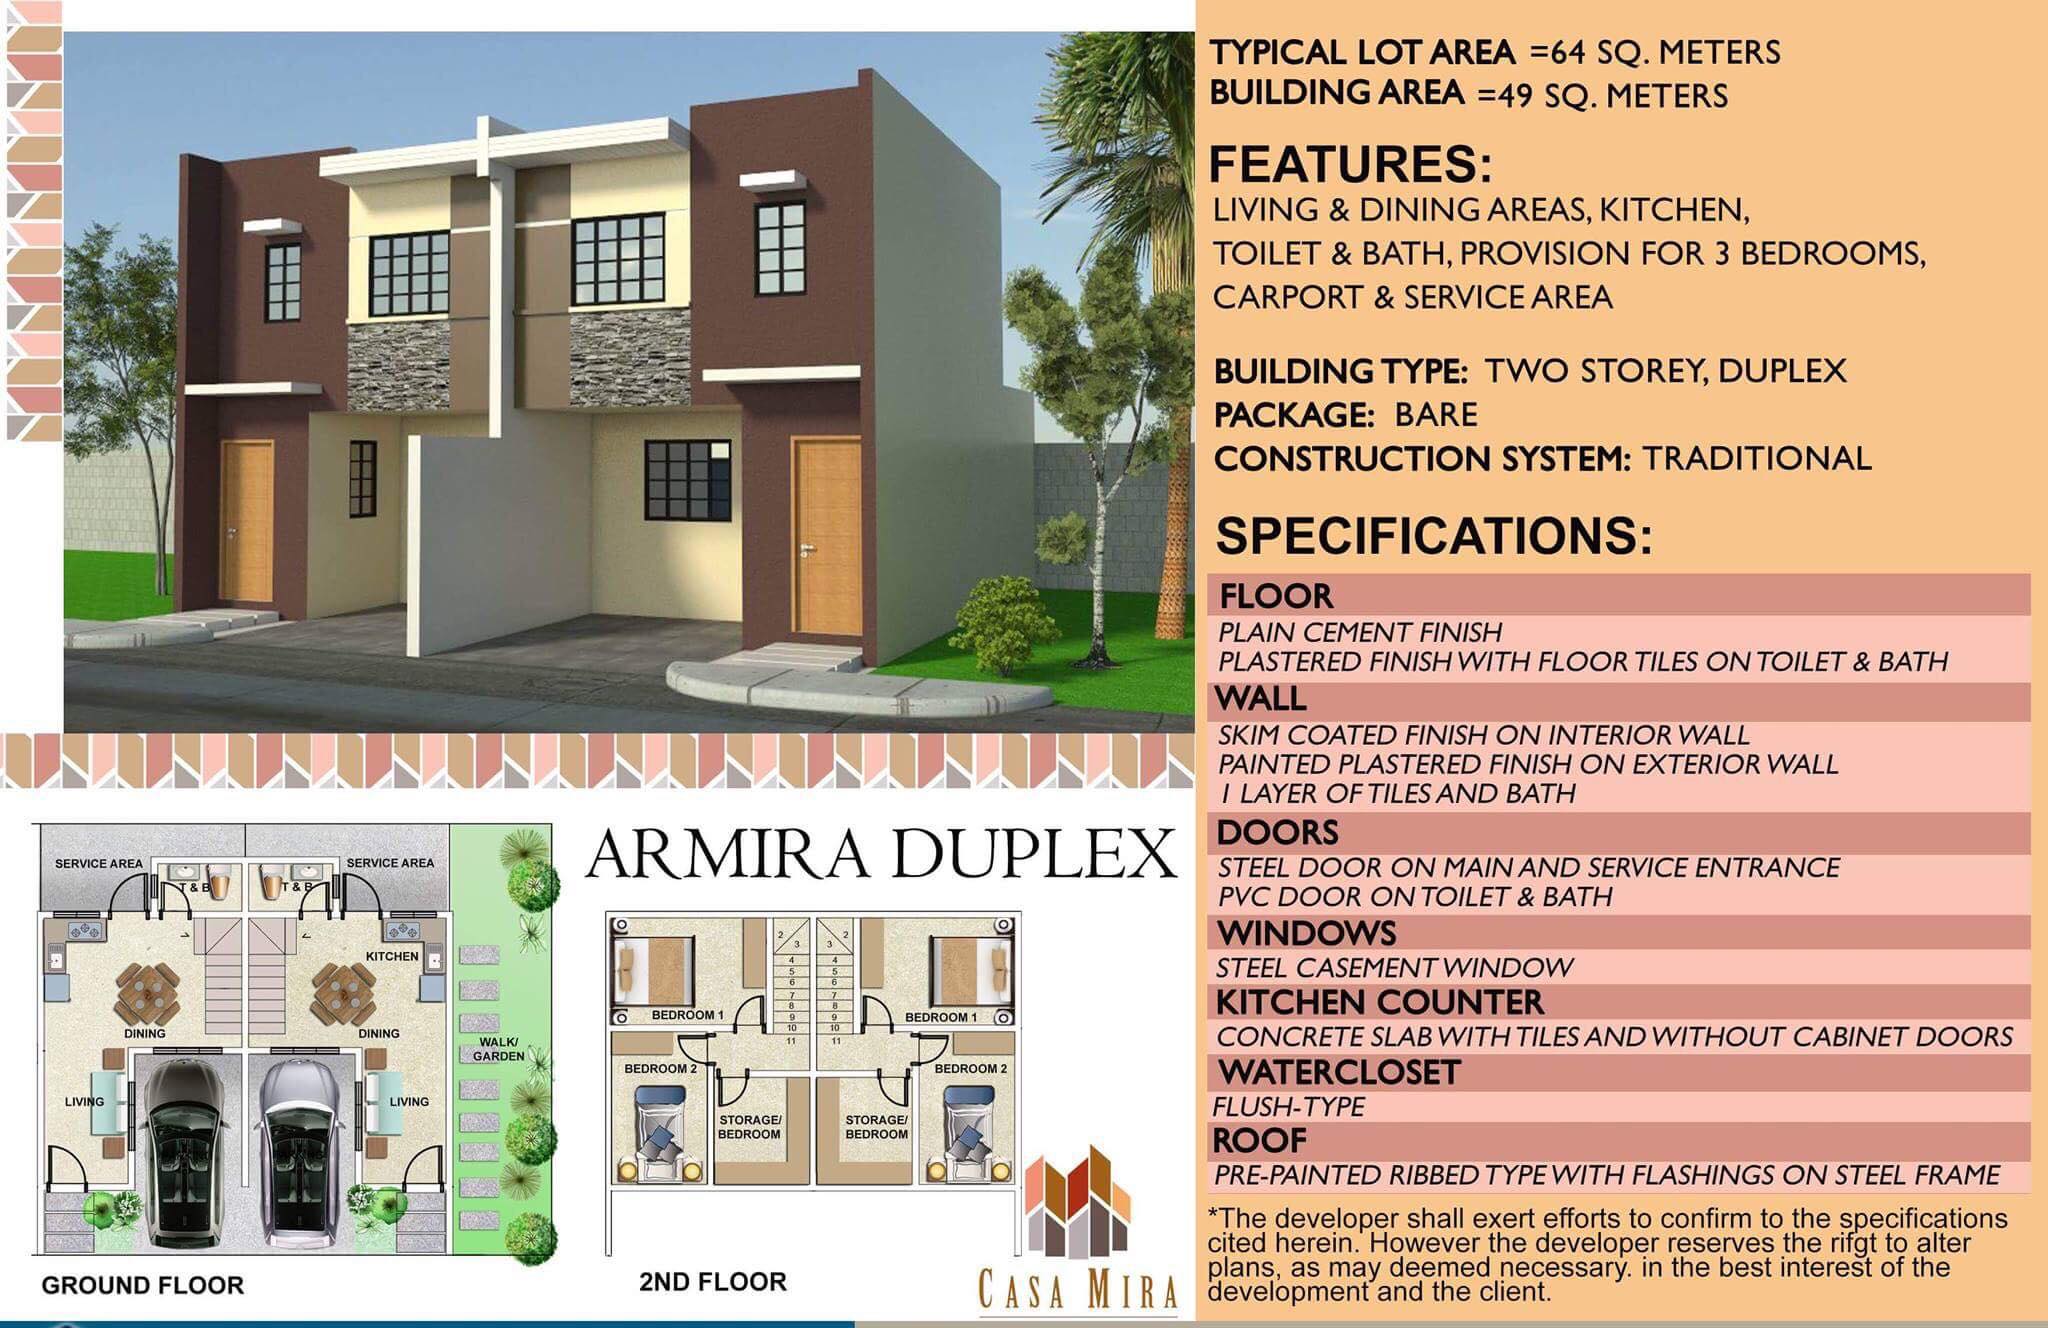 TYPICAL LOT AREA =64 SQ. METERS
BUILDING AREA =49 SQ. METERS
FEATURES:
LIVING & DINING AREAS, KITCHEN,
TOILET & BATH, PROVISION FOR 3 BEDROOMS,
CARPORT & SERVICE AREA
BUILDING TYPE: TWO STOREY, DUPLEX
PACKAGE: BARE
CONSTRUCTION SYSTEM: TRADITIONAL
SPECIFICATIONS:
FLOOR
PLAIN CEMENT FINISH
PLASTERED FINISH WITH FLOOR TILES ON TOILET & BATH
WALL
SKIM COATED FINISH ON INTERIOR WALL
PAINTED PLASTERED FINISH ON EXTERIOR WALL
1 LAYER OF TILES AND BATH
DOORS
STEEL DOOR ON MAIN AND SERVICE ENTRANCE
PVC DOOR ON TOILET & BATH
WINDOWS
STEEL CASEMENT WINDOW
KITCHEN COUNTER
CONCRETE SLAB WITH TILES AND WITHOUT CABINET DOORS
WATERCLOSET
FLUSH-TYPE
ROOF
PRE-PAINTED RIBBED TYPE WITH FLASHINGS ON STEEL FRAME
*The developer shall exert efforts to confirm to the specifications
cited herein. However the developer reserves the rifgt to alter
plans, as may deemed necessary. in the best interest of the
development and the client.
ARMIRA DUPLEX
SERVICE AREA
SERVICE AREA
T & B
T & B
KITCHEN
DINING
DINING
WALK/
GARDEN
LIVING
LIVING
GROUND FLOOR
2
3
4
5
6
7
8
9
10
11
2
3
4
5
6
7
8
9
10
11
BEDROOM 1
BEDROOM 1
BEDROOM 2
BEDROOM 2
STORAGE/
BEDROOM
STORAGE/
BEDROOM
2ND FLOOR
CASA MIRA